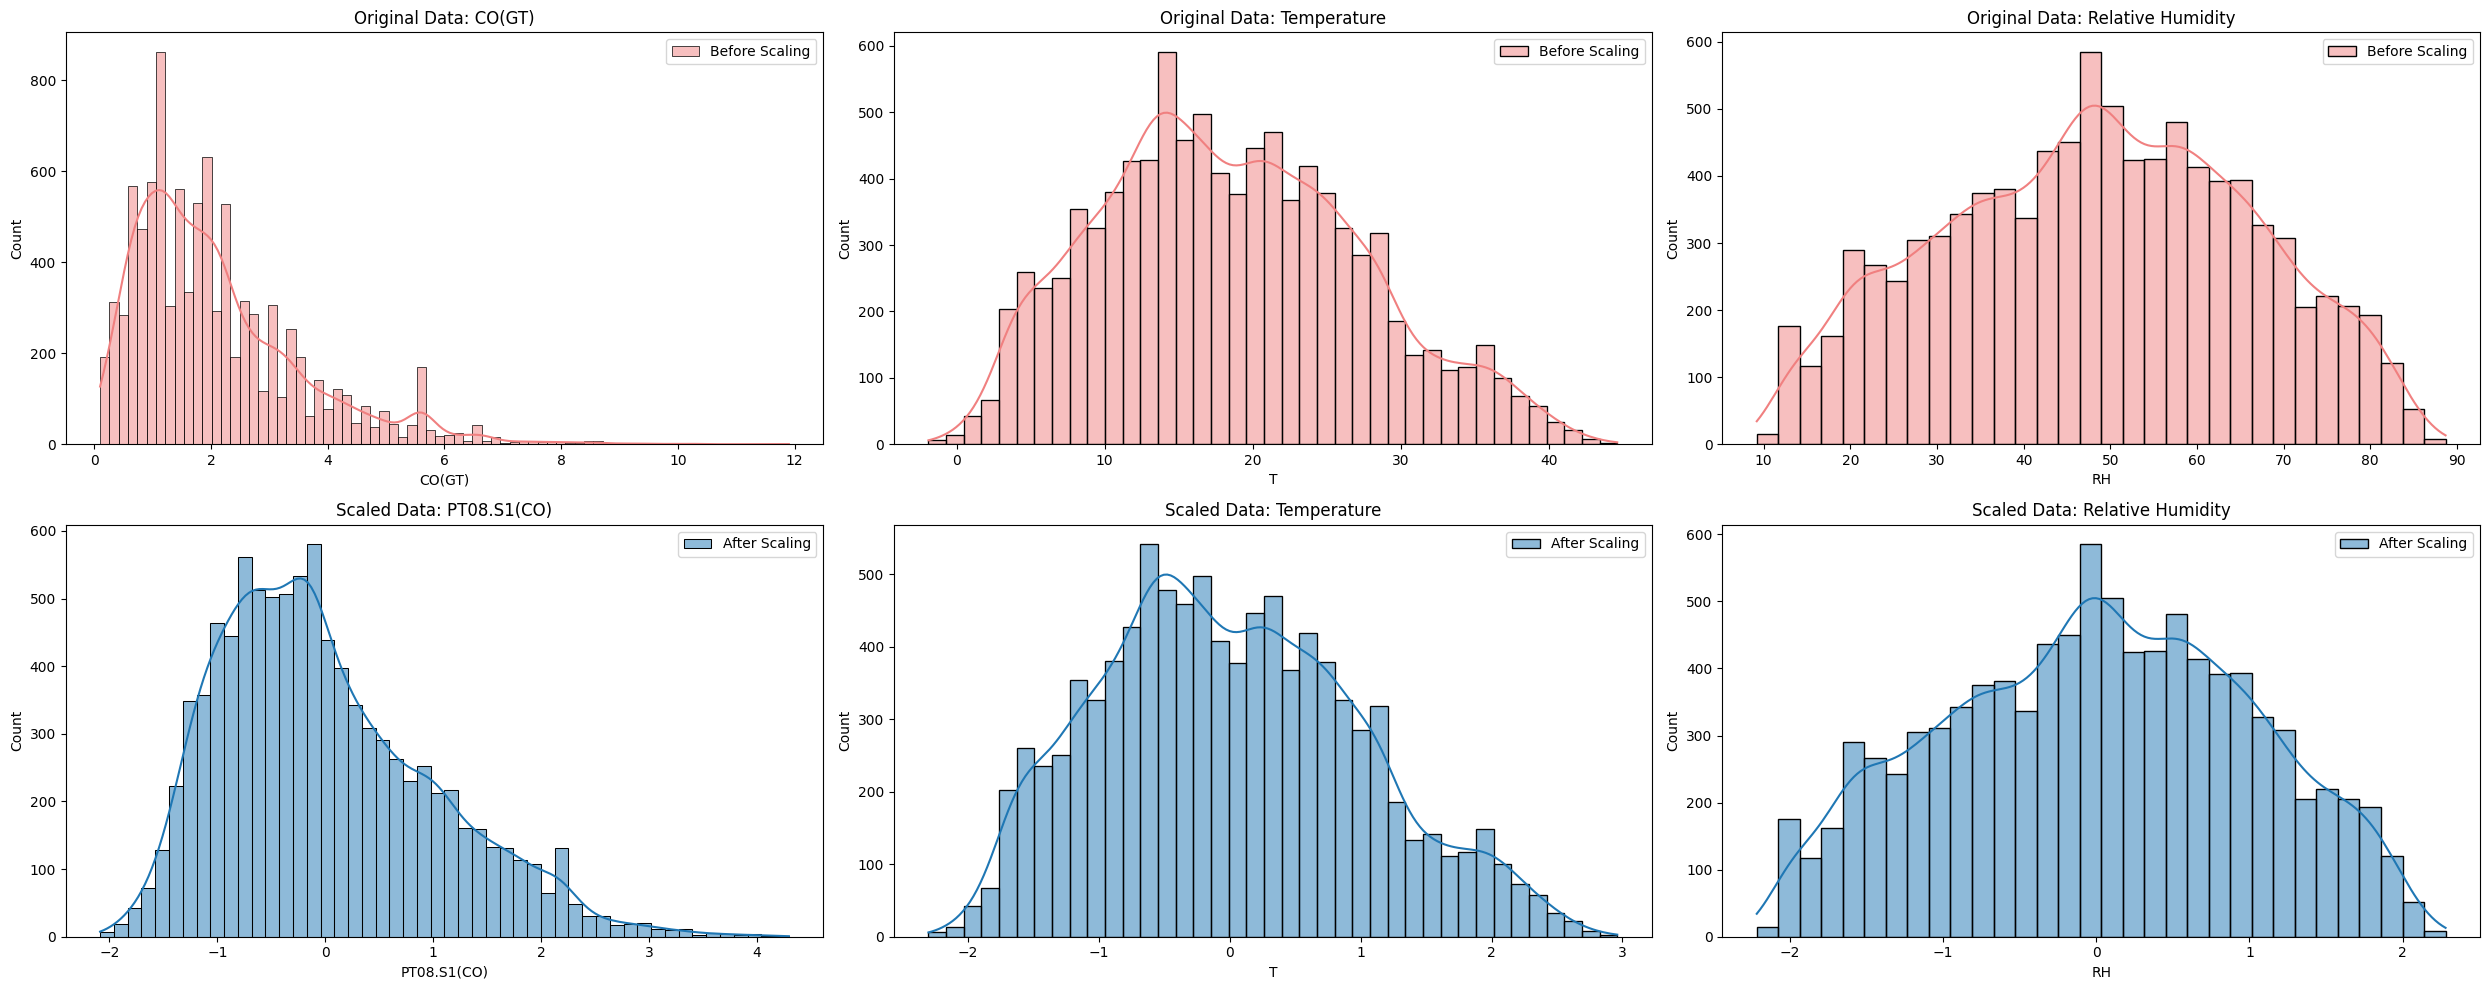 Original Data: CO(GT)
Before Scaling
Count
800
600
400
200
0
0 2 4 6 8 10 12
CO(GT)
Original Data: Temperature
Before Scaling
Count
600
500
400
300
200
100
0
0 10 20 30 40
T
Original Data: Relative Humidity
Before Scaling
Count
600
500
400
300
200
100
0
10 20 30 40 50 60 70 80 90
RH
Scaled Data: PT08.S1(CO)
After Scaling
Count
600
500
400
300
200
100
0
−2 −1 0 1 2 3 4
PT08.S1(CO)
Scaled Data: Temperature
After Scaling
Count
500
400
300
200
100
0
−2 −1 0 1 2 3
T
Scaled Data: Relative Humidity
After Scaling
Count
600
500
400
300
200
100
0
−2 −1 0 1 2
RH